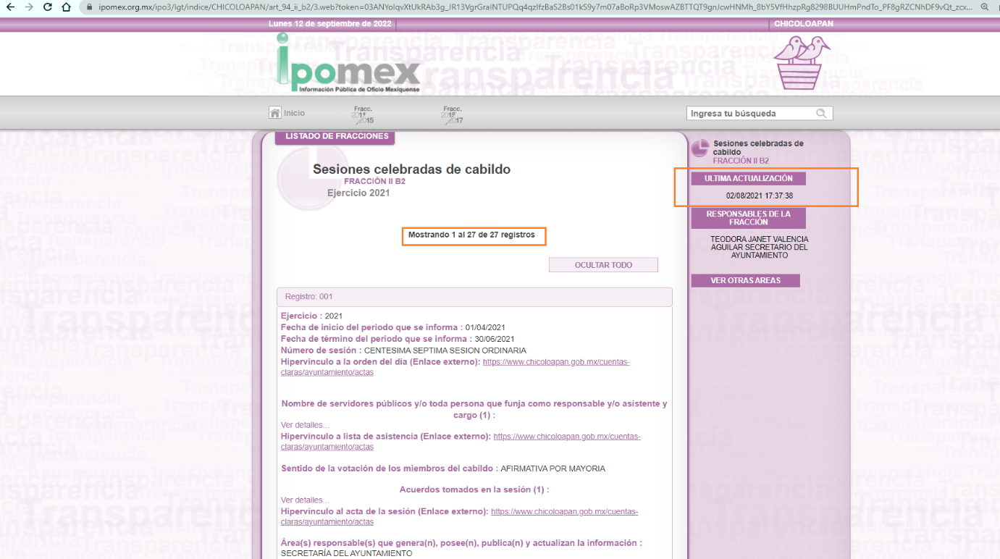 ipomex.org.mx/ipo3/lgt/indice/CHICOLOAPAN/art_94_ii_b2/3.web?token=
Lunes 12 de septiembre de 2022
CHICOLOAPAN
ipomex
Información Pública de Oficio Mexiquense
Transparencia
Inicio
Fracc.
2015
Fracc.
2017
Ingresa tu búsqueda
LISTADO DE FRACCIONES
Sesiones celebradas de cabildo
FRACCIÓN II B2
Ejercicio 2021
Mostrando 1 al 27 de 27 registros
OCULTAR TODO
Registro: 001
Ejercicio : 2021
Fecha de inicio del periodo que se informa : 01/04/2021
Fecha de término del periodo que se informa : 30/06/2021
Número de sesión : CENTESIMA SEPTIMA SESION ORDINARIA
Hipervínculo a la orden del día (Enlace externo): https://www.chicoloapan.gob.mx/cuentas-
claras/ayuntamiento/actas
Nombre de servidores públicos y/o toda persona que funja como responsable y/o asistente y
cargo (1) :
Ver detalles...
Hipervínculo a lista de asistencia (Enlace externo): https://www.chicoloapan.gob.mx/cuentas-
claras/ayuntamiento/actas
Sentido de la votación de los miembros del cabildo : AFIRMATIVA POR MAYORIA
Acuerdos tomados en la sesión (1) :
Ver detalles...
Hipervínculo al acta de la sesión (Enlace externo): https://www.chicoloapan.gob.mx/cuentas-
claras/ayuntamiento/actas
Área(s) responsable(s) que genera(n), posee(n), publica(n) y actualizan la información :
SECRETARÍA DEL AYUNTAMIENTO
Sesiones celebradas de
cabildo
FRACCIÓN II B2
ULTIMA ACTUALIZACIÓN
02/08/2021 17:37:38
RESPONSABLES DE LA
FRACCIÓN
TEODORA JANET VALENCIA
AGUILAR SECRETARIO DEL
AYUNTAMIENTO
VER OTRAS AREAS